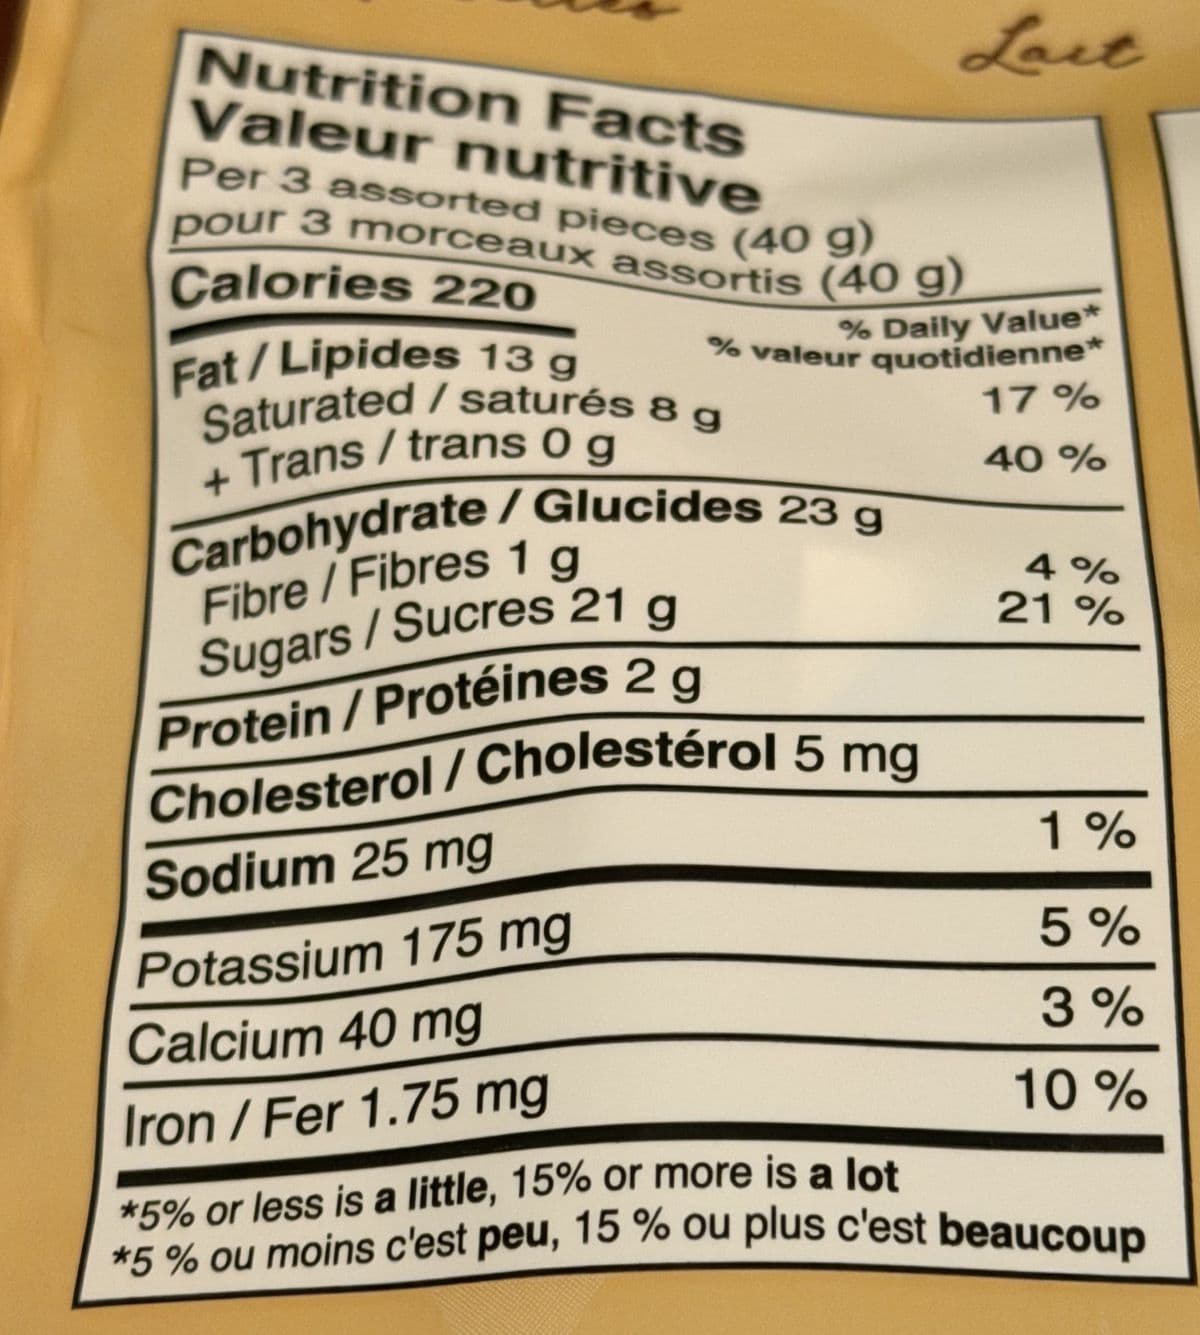 Lait
Nutrition Facts
Valeur nutritive
Per 3 assorted pieces (40 g)
pour 3 morceaux assortis (40 g)
Calories 220
% Daily Value*
% valeur quotidienne*
Fat / Lipides 13 g 17 %
Saturated / saturés 8 g
+ Trans / trans 0 g 40 %
Carbohydrate / Glucides 23 g
Fibre / Fibres 1 g 4 %
Sugars / Sucres 21 g 21 %
Protein / Protéines 2 g
Cholesterol / Cholestérol 5 mg
Sodium 25 mg 1 %
Potassium 175 mg 5 %
Calcium 40 mg 3 %
Iron / Fer 1.75 mg 10 %
*5% or less is a little, 15% or more is a lot
*5 % ou moins c'est peu, 15 % ou plus c'est beaucoup